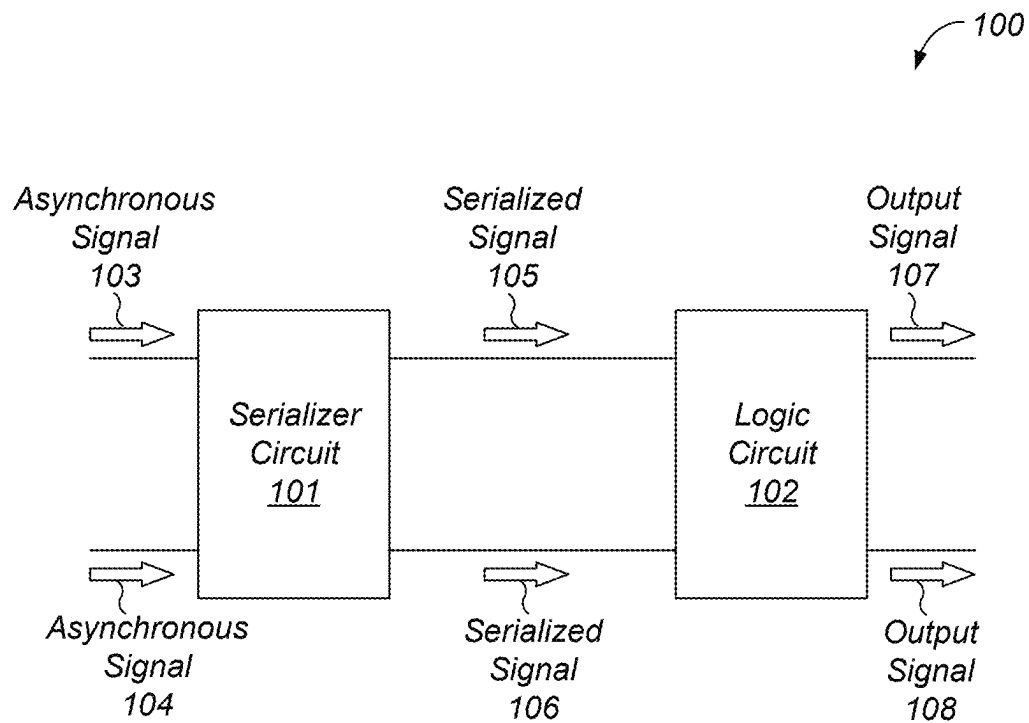 100
Asynchronous
Signal
103
Serialized
Signal
105
Output
Signal
107
Serializer
Circuit
101
Logic
Circuit
102
Asynchronous
Signal
104
Serialized
Signal
106
Output
Signal
108